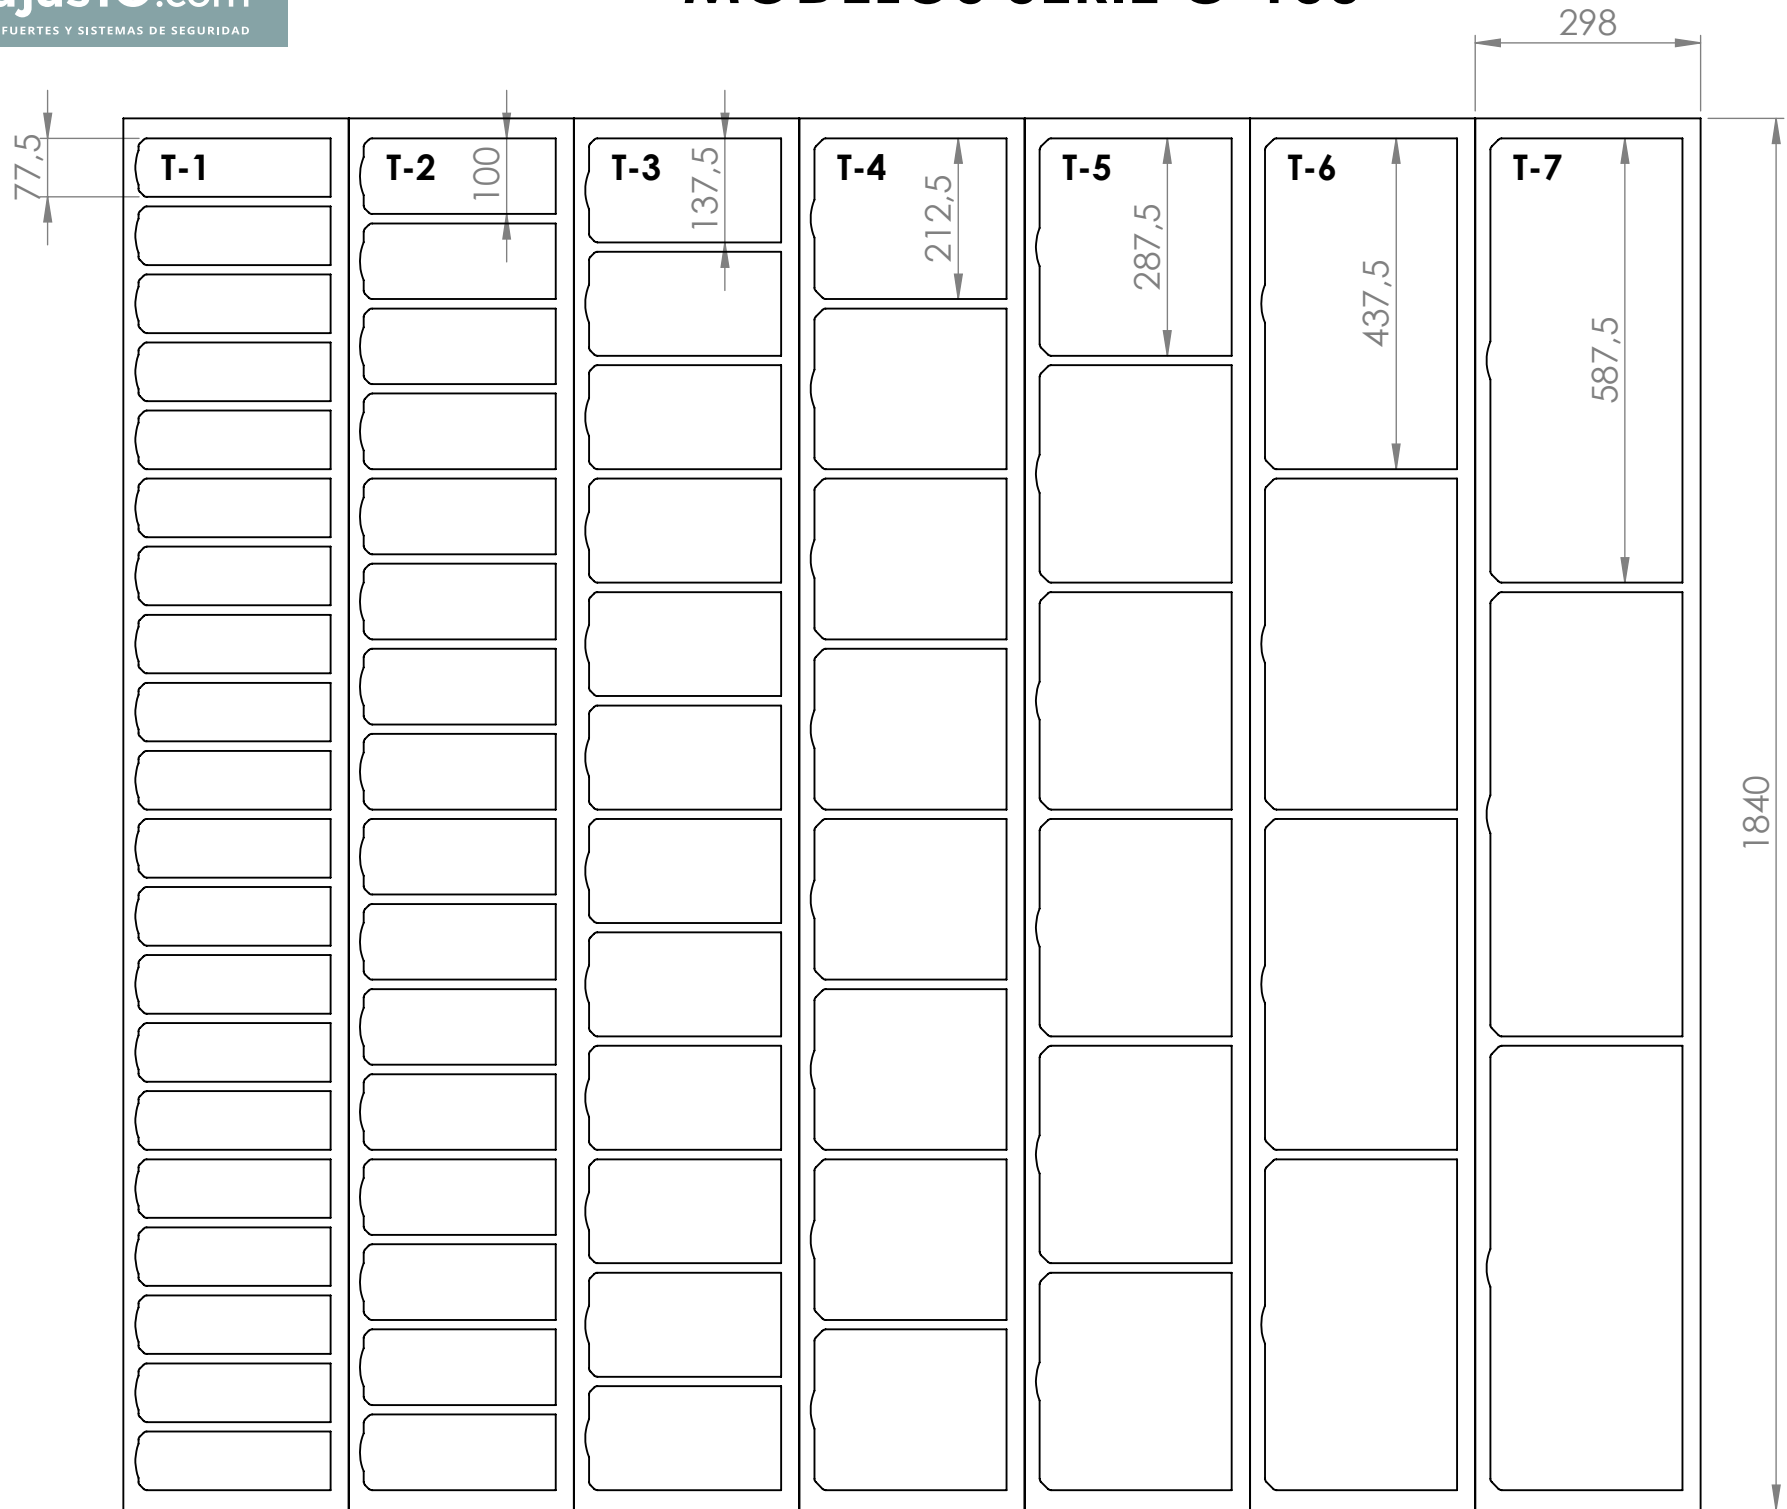 FUERTES Y SISTEMAS DE SEGURIDAD
298
77,5
T-1
T-2
100
T-3
137,5
T-4
212,5
T-5
287,5
T-6
437,5
T-7
587,5
1840